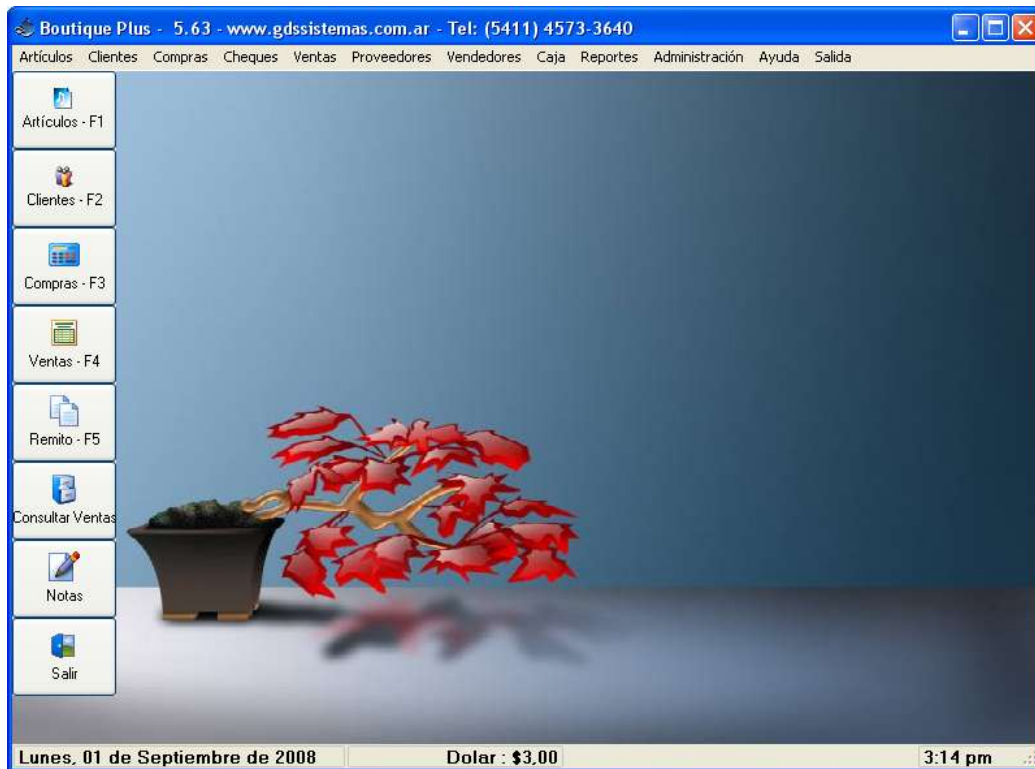 Boutique Plus - 5.63 - www.gdssistemas.com.ar - Tel: (5411) 4573-3640
Artículos Clientes Compras Cheques Ventas Proveedores Vendedores Caja Reportes Administración Ayuda Salida
Artículos - F1
Clientes - F2
Compras - F3
Ventas - F4
Remito - F5
Consultar Ventas
Notas
Salir
Lunes, 01 de Septiembre de 2008 Dolar : $3,00 3:14 pm